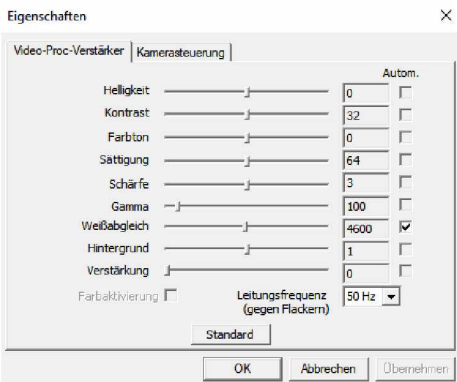 Eigenschaften
Video-Proc-Verstärker Kamerasteuerung
Autom.
Helligkeit 0
Kontrast 32
Farbton 0
Sättigung 64
Schärfe 3
Gamma 100
Weißabgleich 4600
Hintergrund 1
Verstärkung 0
Farbaktivierung Leitungsfrequenz 50 Hz
(gegen Flackern)
Standard
OK Abbrechen Übernehmen